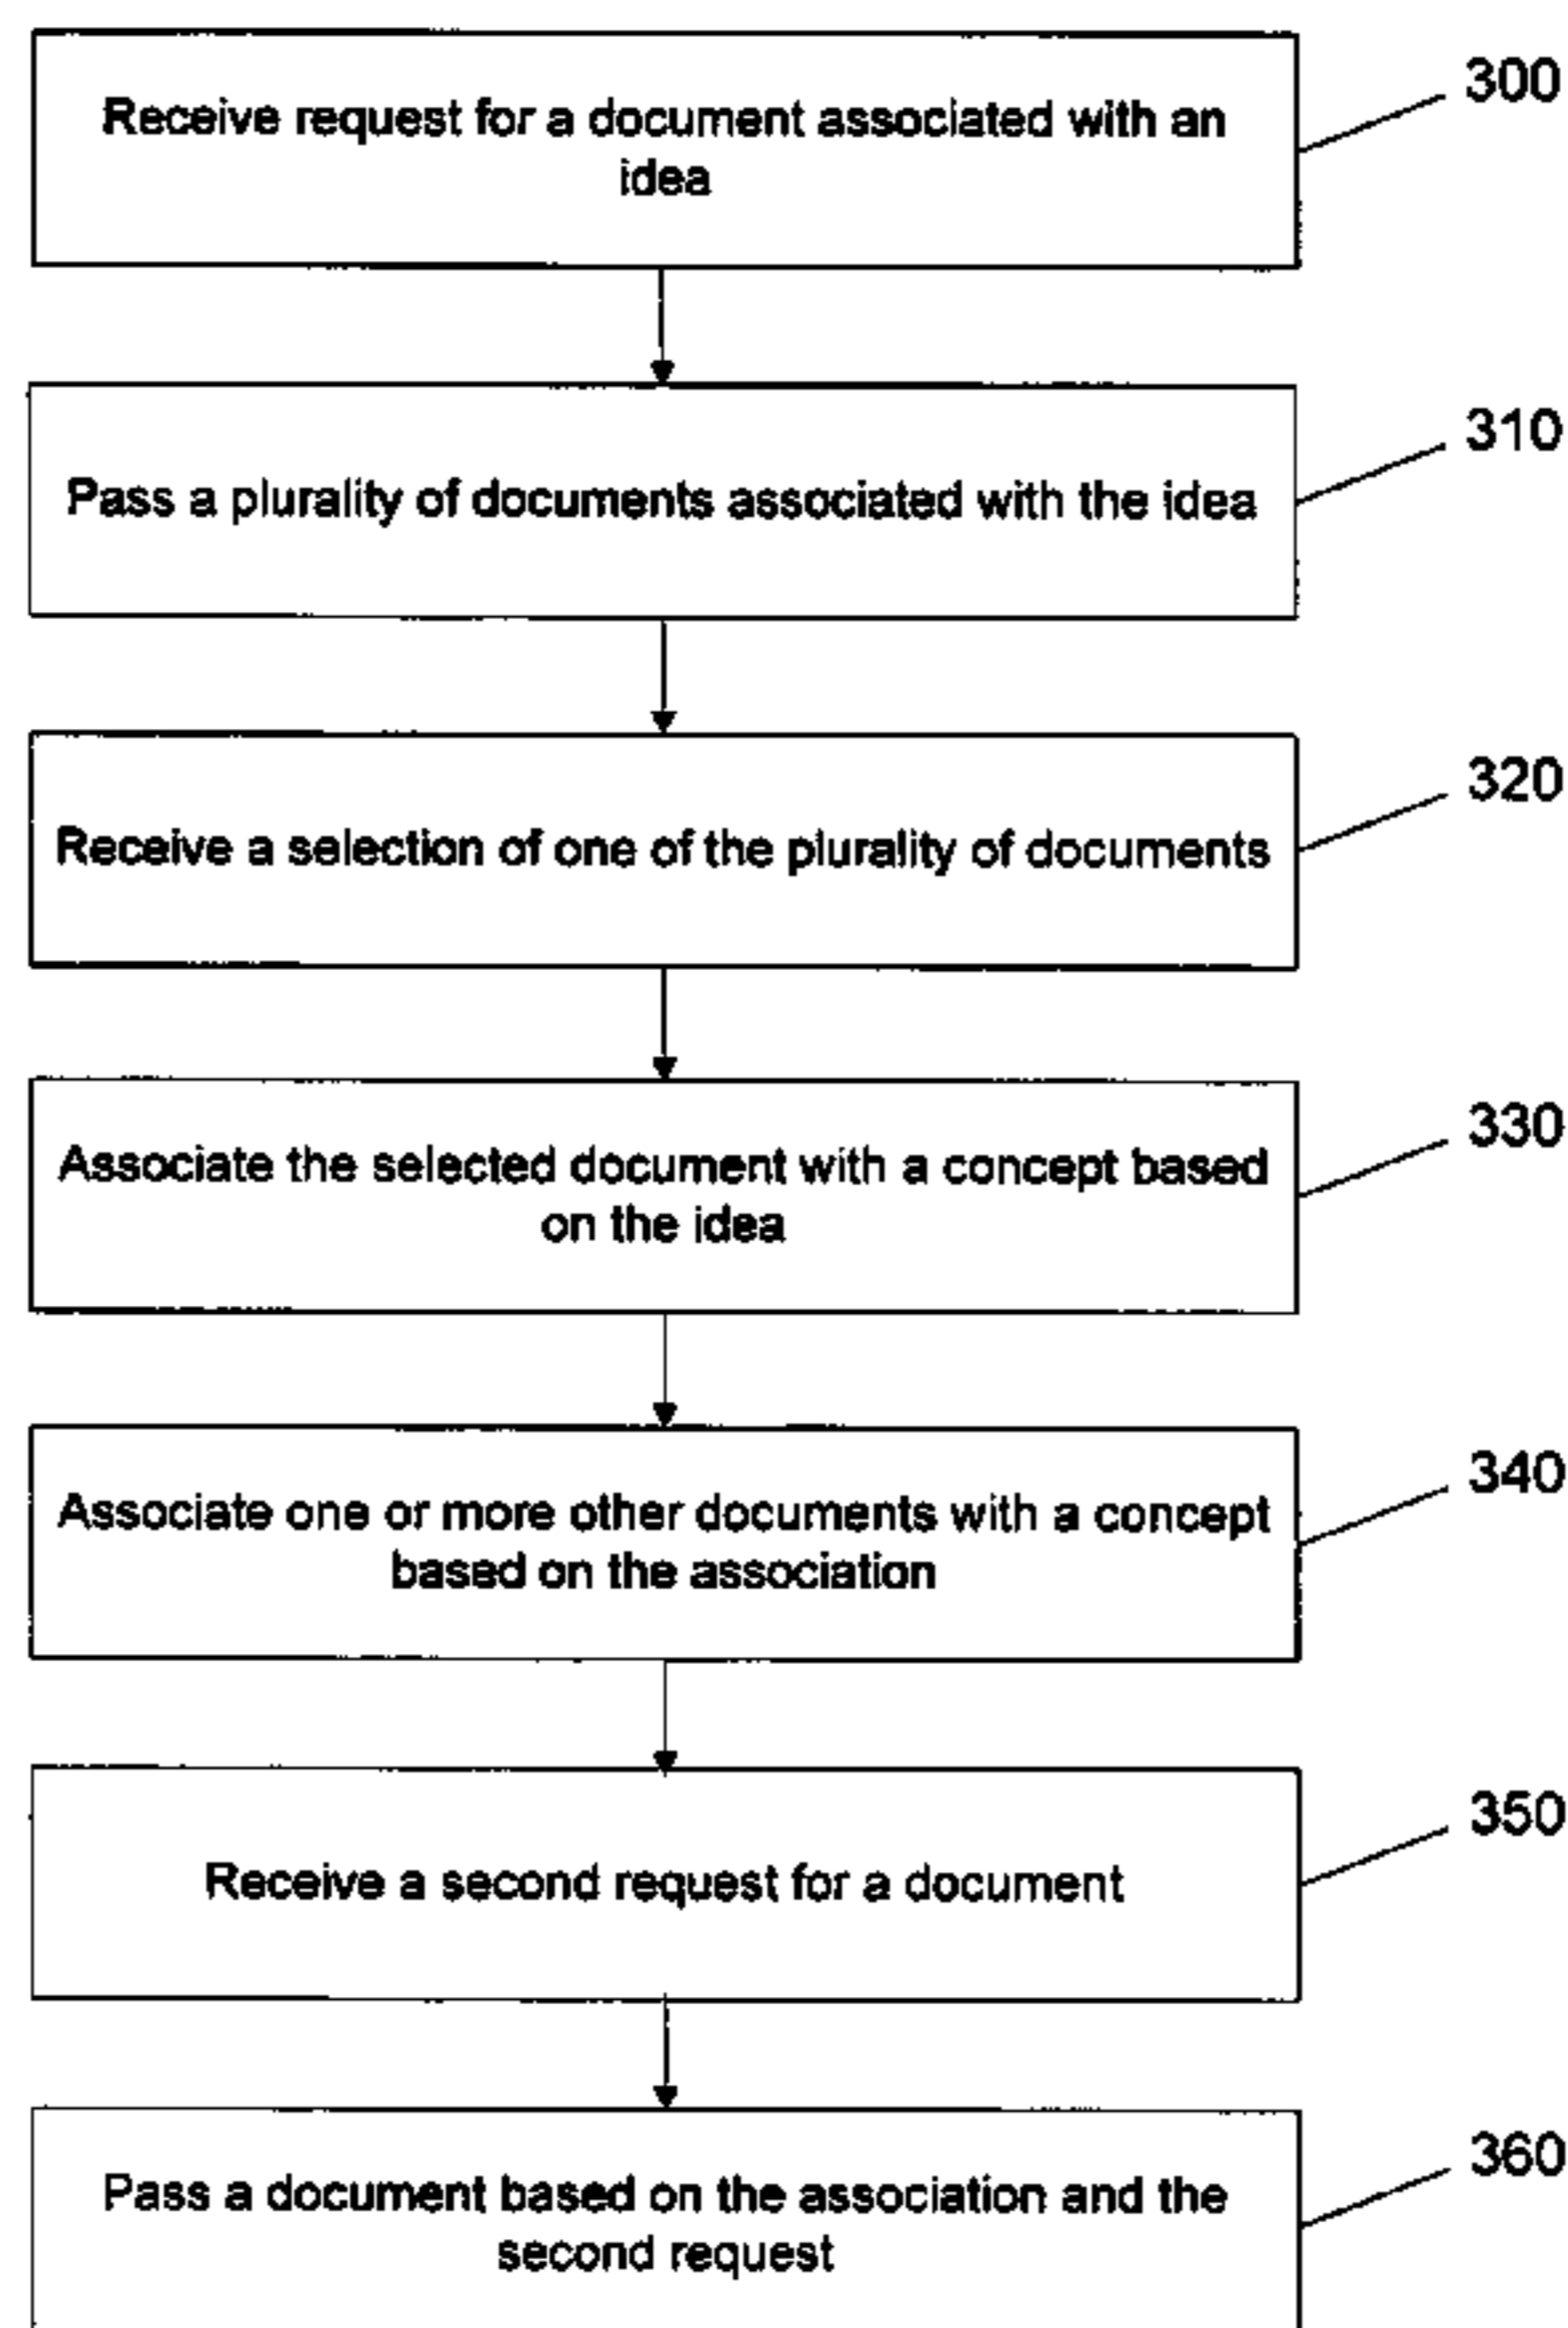 Receive request for a document associated with an
idea
300
Pass a plurality of documents associated with the idea
310
Receive a selection of one of the plurality of documents
320
Associate the selected document with a concept based
on the idea
330
Associate one or more other documents with a concept
based on the association
340
Receive a second request for a document
350
Pass a document based on the association and the
second request
360